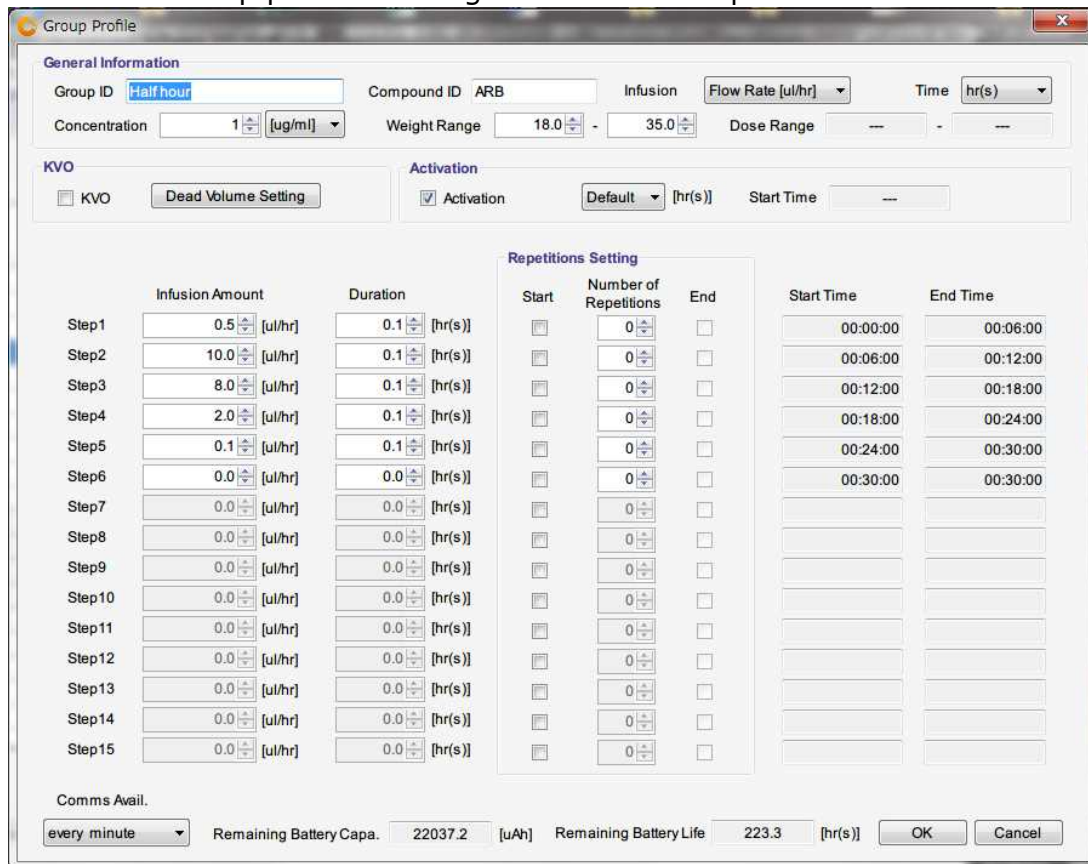 Group Profile
General Information
Group ID Half hour Compound ID ARB Infusion Flow Rate [ul/hr] Time hr(s)
Concentration 1 [ug/ml] Weight Range 18.0 - 35.0 Dose Range --- - ---
KVO Activation
KVO Dead Volume Setting Activation Default [hr(s)] Start Time ---
Repetitions Setting
Infusion Amount Duration Start Number of Repetitions End Start Time End Time
Step1 0.5 [ul/hr] 0.1 [hr(s)] 0 00:00:00 00:06:00
Step2 10.0 [ul/hr] 0.1 [hr(s)] 0 00:06:00 00:12:00
Step3 8.0 [ul/hr] 0.1 [hr(s)] 0 00:12:00 00:18:00
Step4 2.0 [ul/hr] 0.1 [hr(s)] 0 00:18:00 00:24:00
Step5 0.1 [ul/hr] 0.1 [hr(s)] 0 00:24:00 00:30:00
Step6 0.0 [ul/hr] 0.0 [hr(s)] 0 00:30:00 00:30:00
Step7 0.0 [ul/hr] 0.0 [hr(s)] 0
Step8 0.0 [ul/hr] 0.0 [hr(s)] 0
Step9 0.0 [ul/hr] 0.0 [hr(s)] 0
Step10 0.0 [ul/hr] 0.0 [hr(s)] 0
Step11 0.0 [ul/hr] 0.0 [hr(s)] 0
Step12 0.0 [ul/hr] 0.0 [hr(s)] 0
Step13 0.0 [ul/hr] 0.0 [hr(s)] 0
Step14 0.0 [ul/hr] 0.0 [hr(s)] 0
Step15 0.0 [ul/hr] 0.0 [hr(s)] 0
Comms Avail.
every minute Remaining Battery Capa. 22037.2 [uAh] Remaining Battery Life 223.3 [hr(s)] OK Cancel